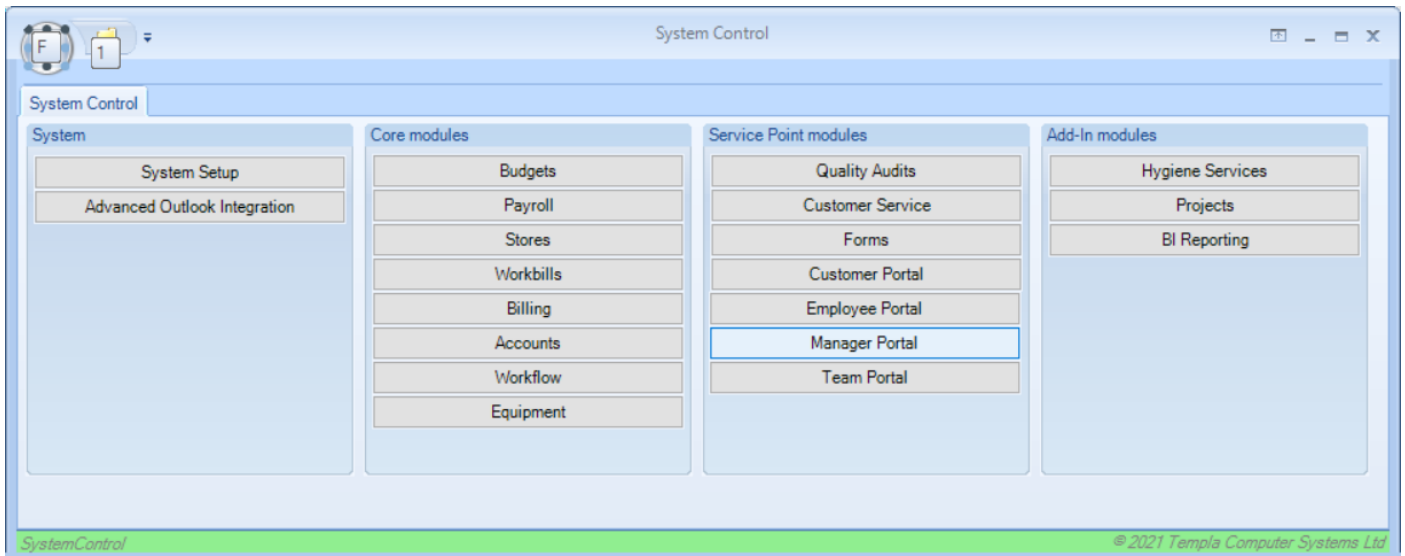 System Control
F
1
System Control
System
System Setup
Advanced Outlook Integration
Core modules
Budgets
Payroll
Stores
Workbills
Billing
Accounts
Workflow
Equipment
Service Point modules
Quality Audits
Customer Service
Forms
Customer Portal
Employee Portal
Manager Portal
Team Portal
Add-In modules
Hygiene Services
Projects
BI Reporting
SystemControl
© 2021 Templa Computer Systems Ltd